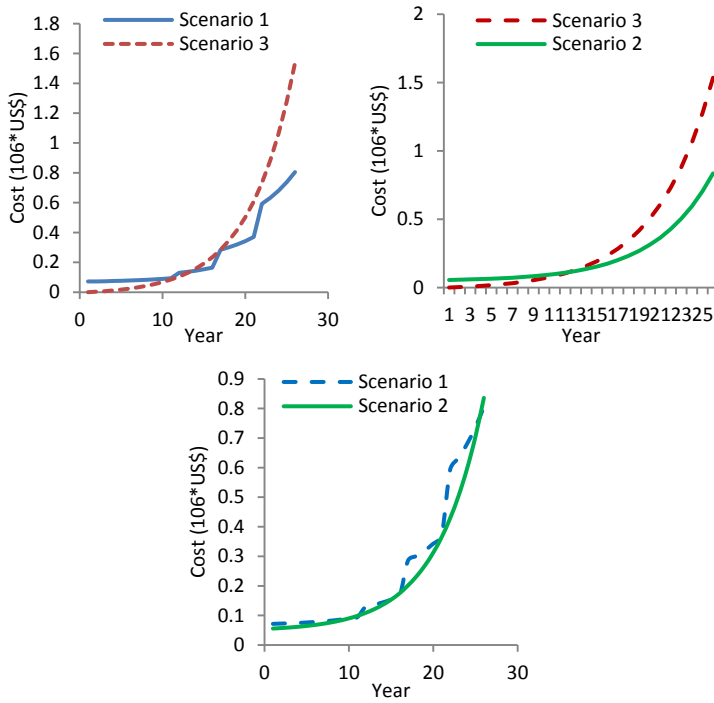 Scenario 1
Scenario 3
Cost (106*US$)
1.8
1.6
1.4
1.2
1
0.8
0.6
0.4
0.2
0
0 10 20 30
Year
Scenario 3
Scenario 2
Cost (106*US$)
2
1.5
1
0.5
0
1 3 5 7 9 1113151719212325
Year
Scenario 1
Scenario 2
Cost (106*US$)
0.9
0.8
0.7
0.6
0.5
0.4
0.3
0.2
0.1
0
0 10 20 30
Year